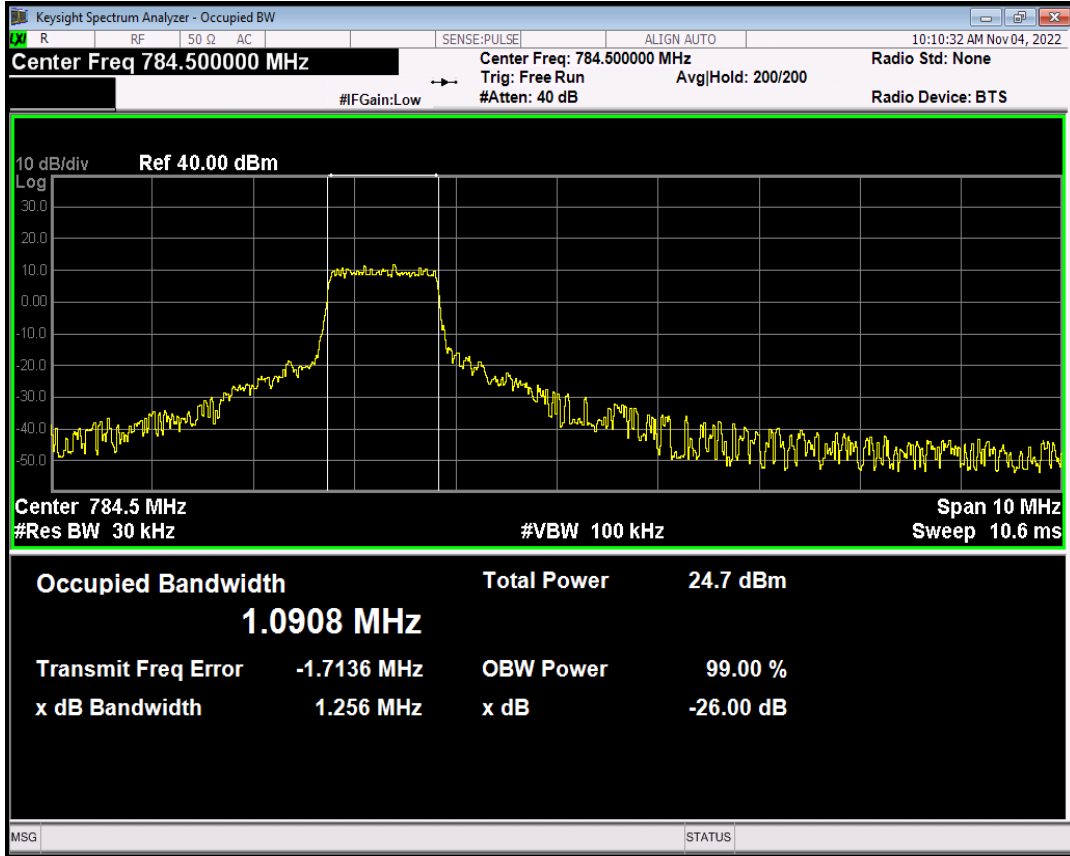 Keysight Spectrum Analyzer - Occupied BW
LXI R RF 50 Ω AC SENSE:PULSE ALIGN AUTO 10:10:32 AM Nov 04, 2022
Center Freq 784.500000 MHz Center Freq: 784.500000 MHz Radio Std: None
Trig: Free Run Avg|Hold: 200/200
#IFGain:Low #Atten: 40 dB Radio Device: BTS
10 dB/div Ref 40.00 dBm
Log
30.0
20.0
10.0
0.00
-10.0
-20.0
-30.0
-40.0
-50.0
Center 784.5 MHz Span 10 MHz
#Res BW 30 kHz #VBW 100 kHz Sweep 10.6 ms
Occupied Bandwidth Total Power 24.7 dBm
1.0908 MHz
Transmit Freq Error -1.7136 MHz OBW Power 99.00 %
x dB Bandwidth 1.256 MHz x dB -26.00 dB
MSG STATUS